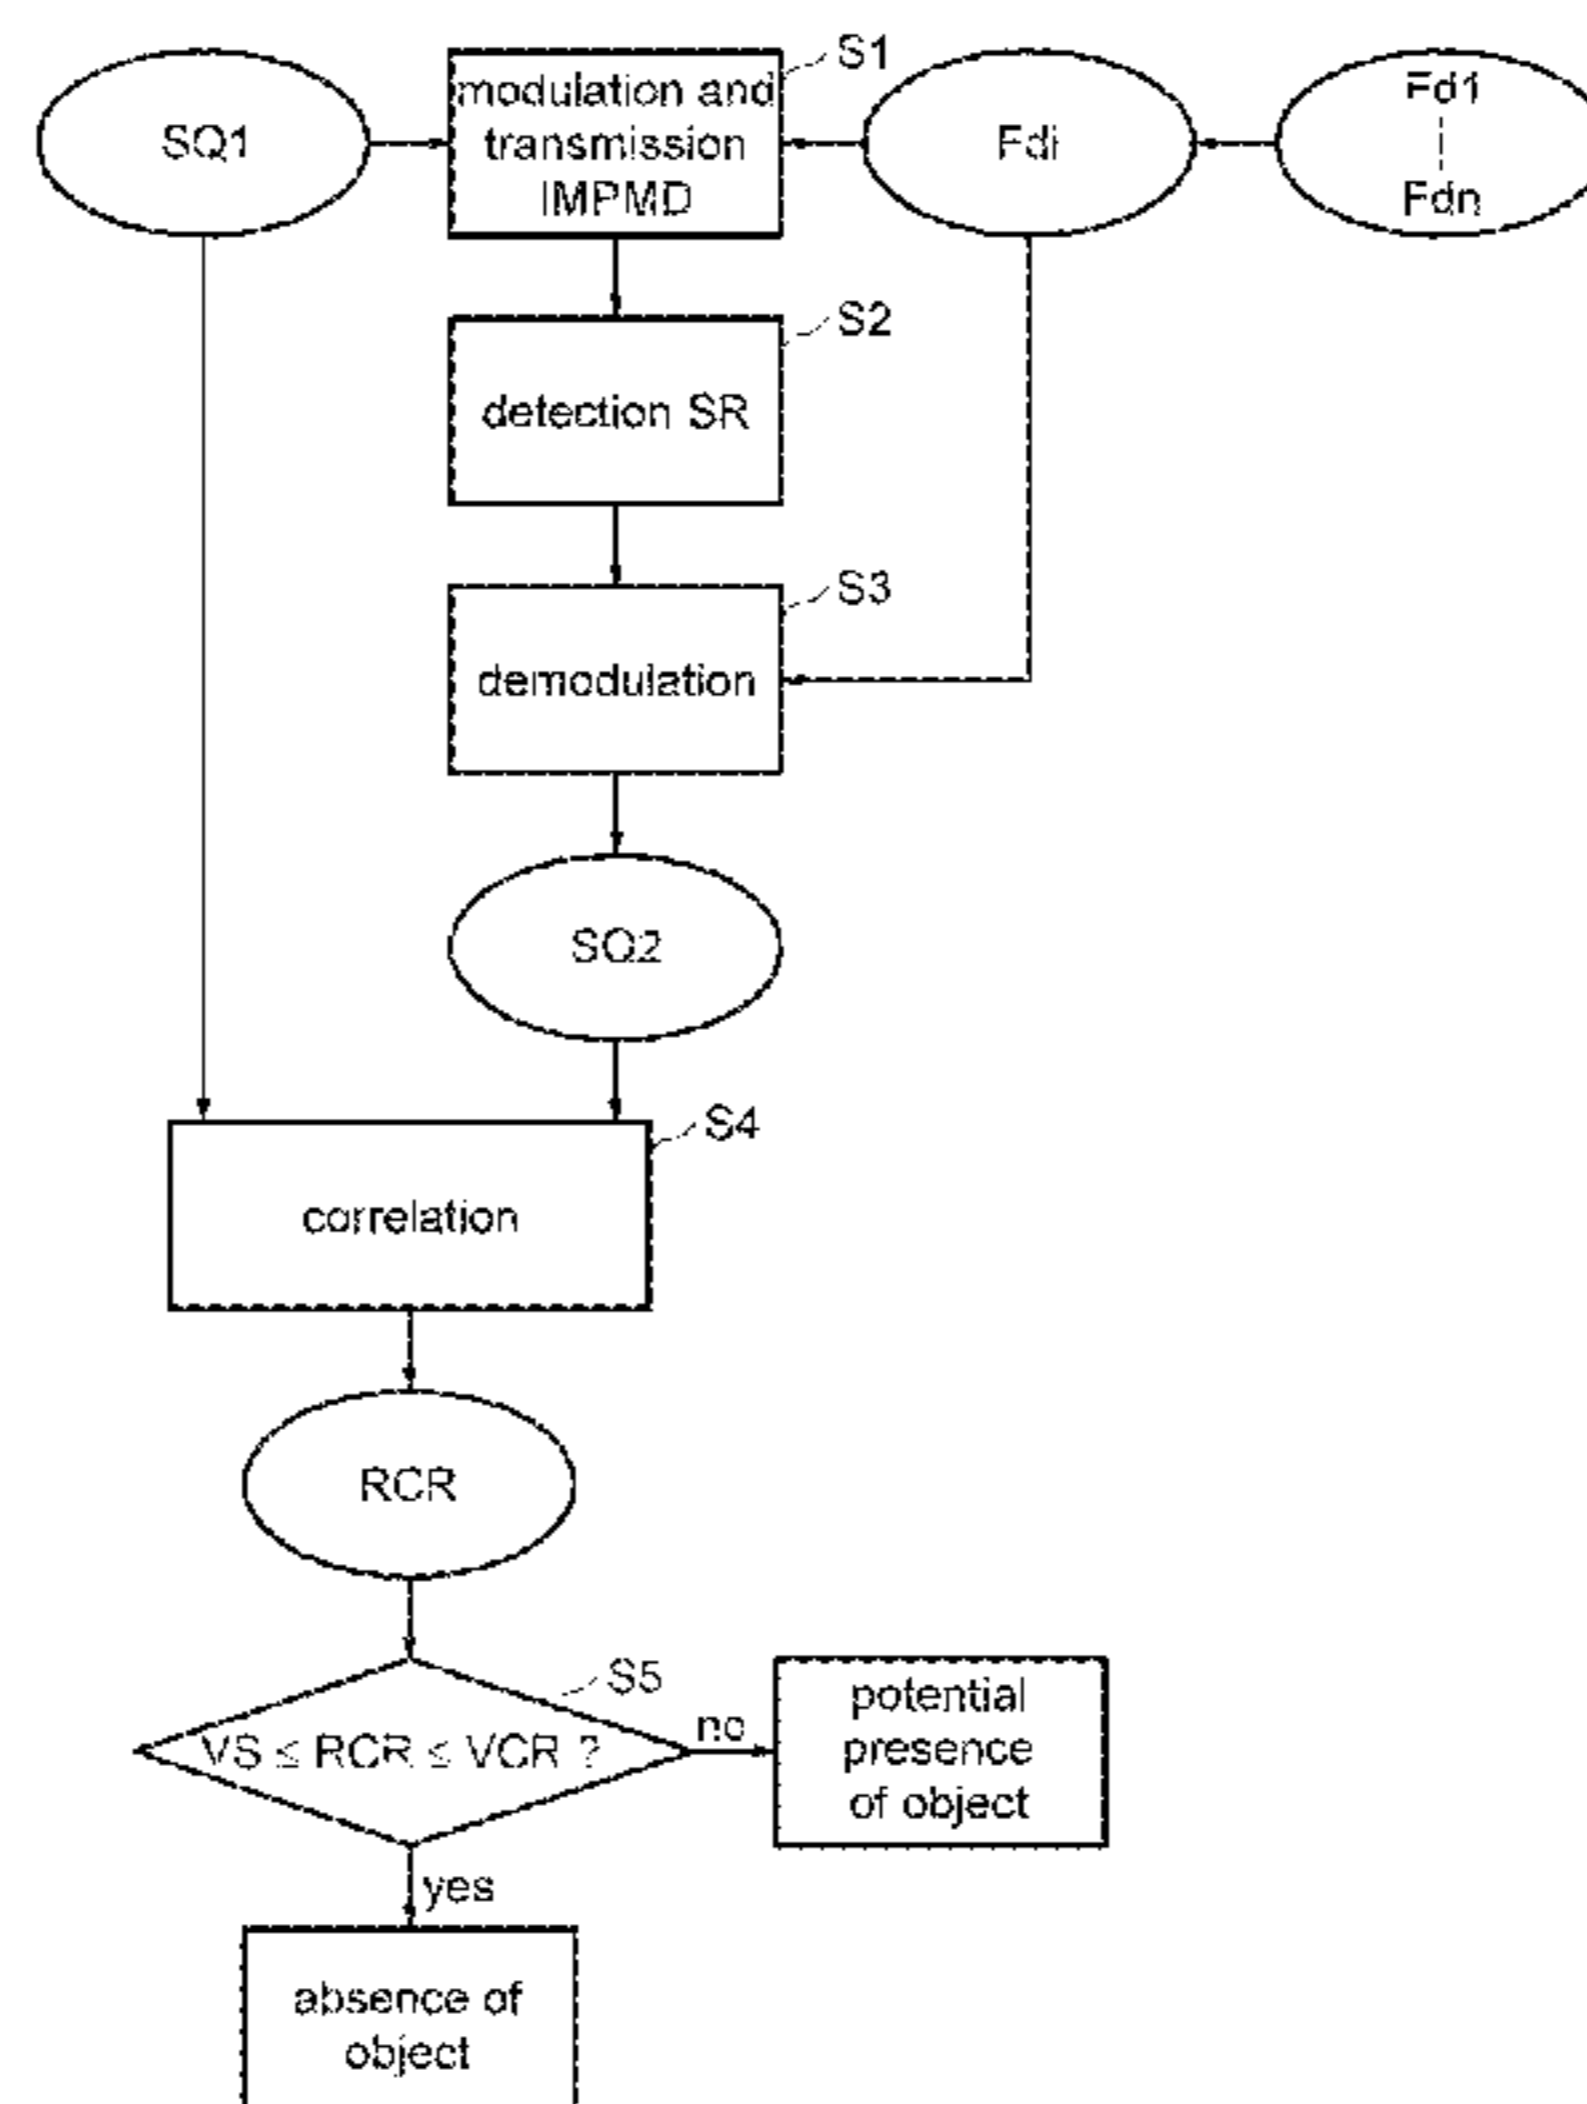 S1
SQ1
modulation and
transmission
IMPMD
Fdi
Fd1
Fdn
S2
detection SR
S3
demodulation
SQ2
S4
correlation
RCR
S5
VS ≤ RCR ≤ VCR ?
no
potential
presence
of object
yes
absence of
object